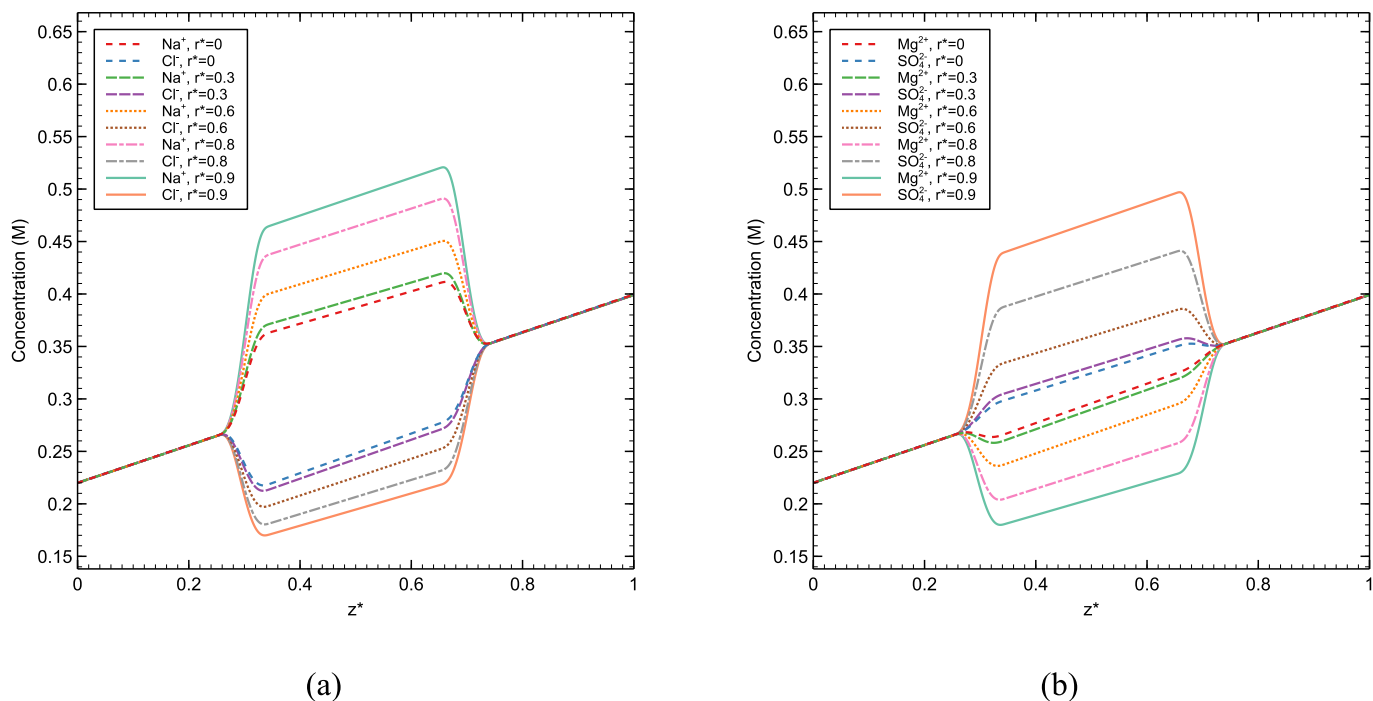 0.65
0.6
0.55
0.5
0.45
0.4
0.35
0.3
0.25
0.2
0.15
Concentration (M)
Na⁺, r*=0
Cl⁻, r*=0
Na⁺, r*=0.3
Cl⁻, r*=0.3
Na⁺, r*=0.6
Cl⁻, r*=0.6
Na⁺, r*=0.8
Cl⁻, r*=0.8
Na⁺, r*=0.9
Cl⁻, r*=0.9
0 0.2 0.4 0.6 0.8 1
z*
(a)
0.65
0.6
0.55
0.5
0.45
0.4
0.35
0.3
0.25
0.2
0.15
Concentration (M)
Mg²⁺, r*=0
SO₄²⁻, r*=0
Mg²⁺, r*=0.3
SO₄²⁻, r*=0.3
Mg²⁺, r*=0.6
SO₄²⁻, r*=0.6
Mg²⁺, r*=0.8
SO₄²⁻, r*=0.8
Mg²⁺, r*=0.9
SO₄²⁻, r*=0.9
0 0.2 0.4 0.6 0.8 1
z*
(b)